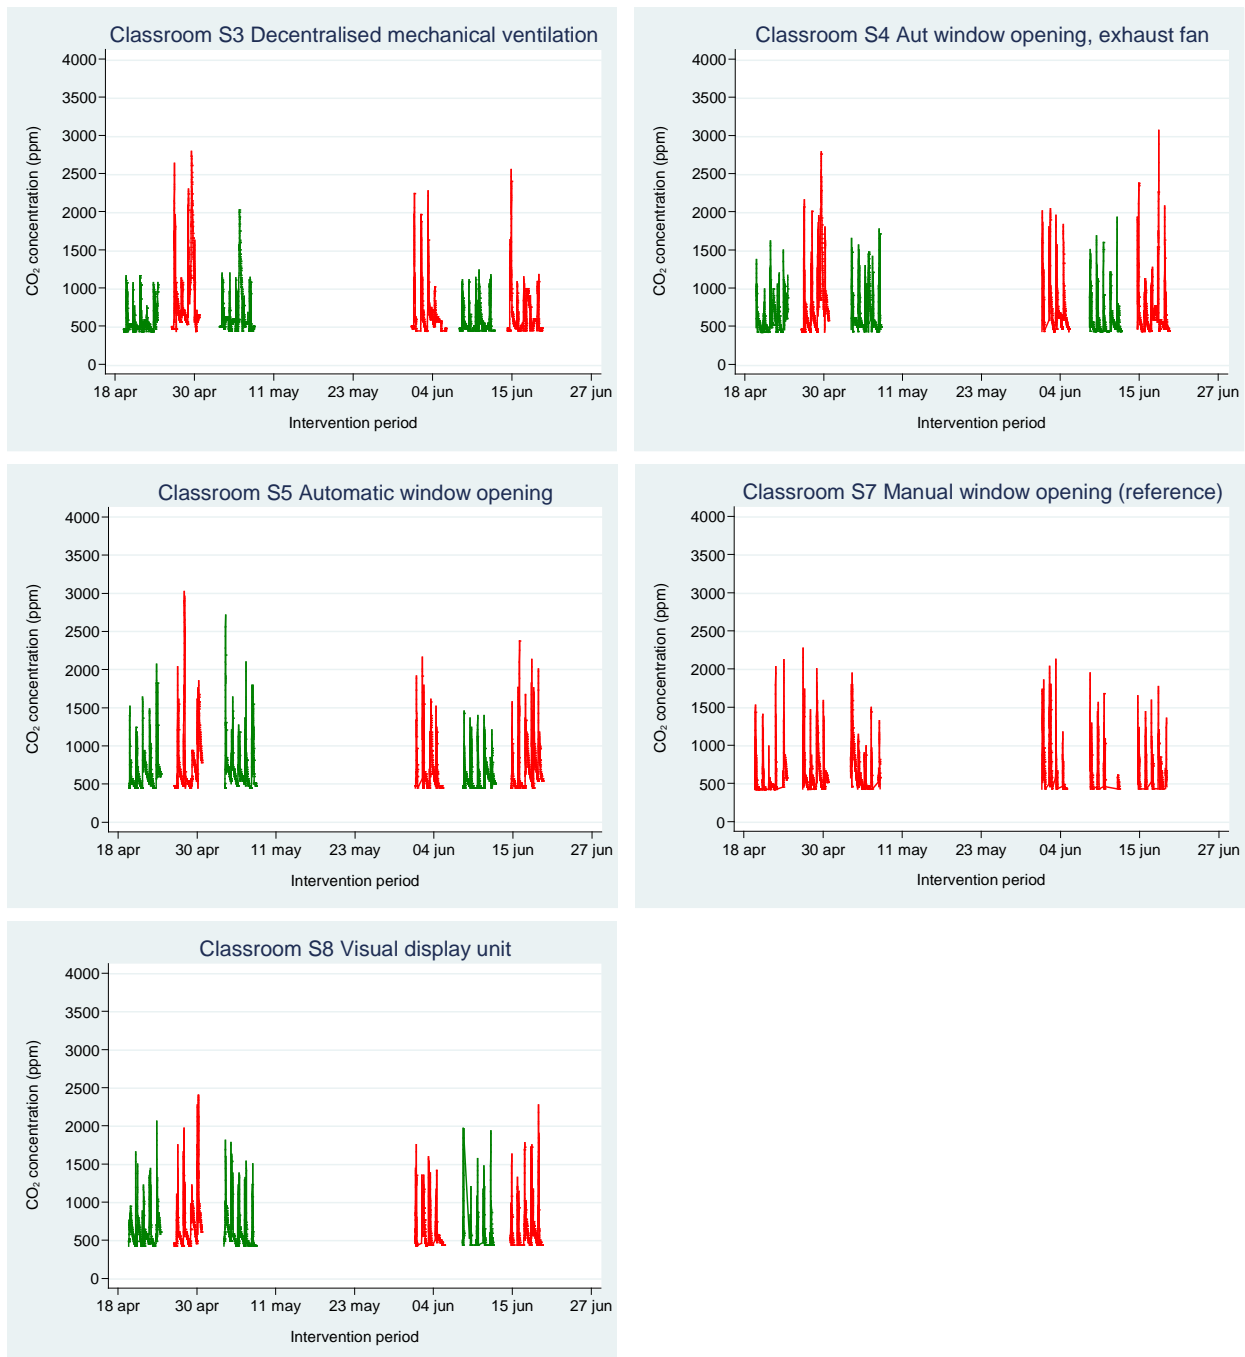 Classroom S3 Decentralised mechanical ventilation
4000
3500
3000
2500
2000
1500
1000
500
0
CO₂ concentration (ppm)
18 apr 30 apr 11 may 23 may 04 jun 15 jun 27 jun
Intervention period
Classroom S4 Aut window opening, exhaust fan
4000
3500
3000
2500
2000
1500
1000
500
0
CO₂ concentration (ppm)
18 apr 30 apr 11 may 23 may 04 jun 15 jun 27 jun
Intervention period
Classroom S5 Automatic window opening
4000
3500
3000
2500
2000
1500
1000
500
0
CO₂ concentration (ppm)
18 apr 30 apr 11 may 23 may 04 jun 15 jun 27 jun
Intervention period
Classroom S7 Manual window opening (reference)
4000
3500
3000
2500
2000
1500
1000
500
0
CO₂ concentration (ppm)
18 apr 30 apr 11 may 23 may 04 jun 15 jun 27 jun
Intervention period
Classroom S8 Visual display unit
4000
3500
3000
2500
2000
1500
1000
500
0
CO₂ concentration (ppm)
18 apr 30 apr 11 may 23 may 04 jun 15 jun 27 jun
Intervention period